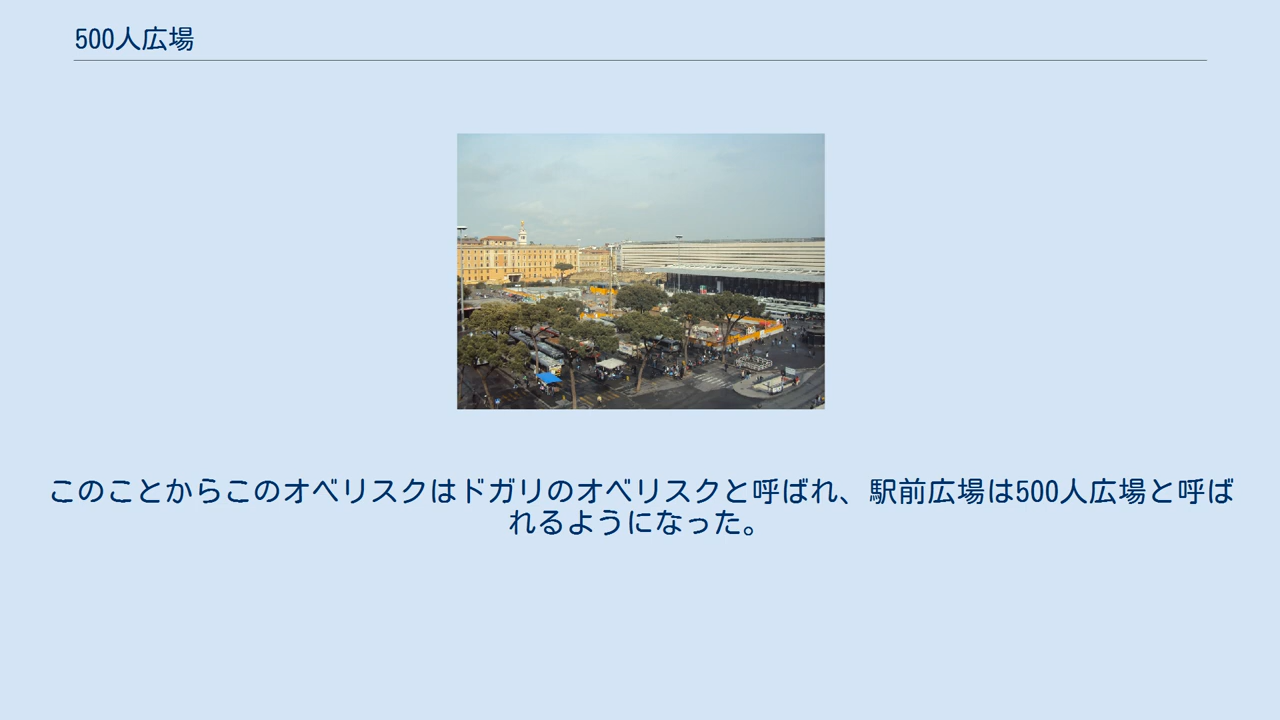 500人広場
このことからこのオベリスクはドガリのオベリスクと呼ばれ、駅前広場は500人広場と呼ば
れるようになった。